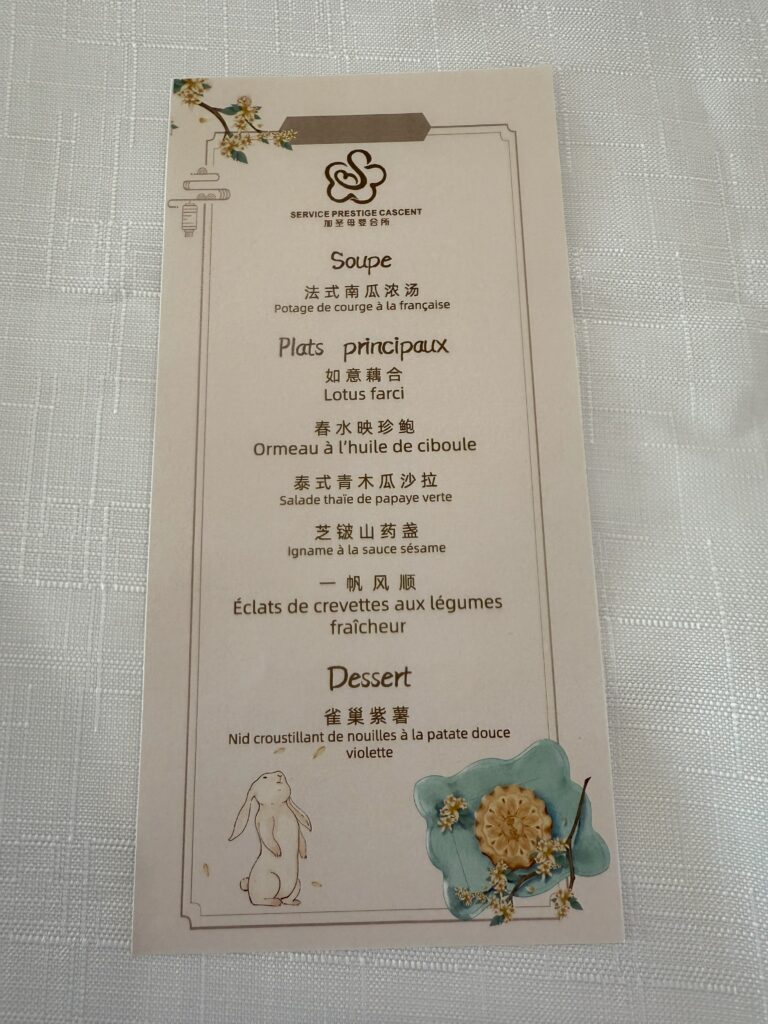 SERVICE PRESTIGE CASCENT
加圣母婴会所
Soupe
法式南瓜浓汤
Potage de courge à la française
Plats principaux
如意藕合
Lotus farci
春水映珍鲍
Ormeau à l'huile de ciboule
泰式青木瓜沙拉
Salade thaïe de papaye verte
芝钹山药盏
Igname à la sauce sésame
一帆风顺
Éclats de crevettes aux légumes
fraîcheur
Dessert
雀巢紫薯
Nid croustillant de nouilles à la patate douce
violette